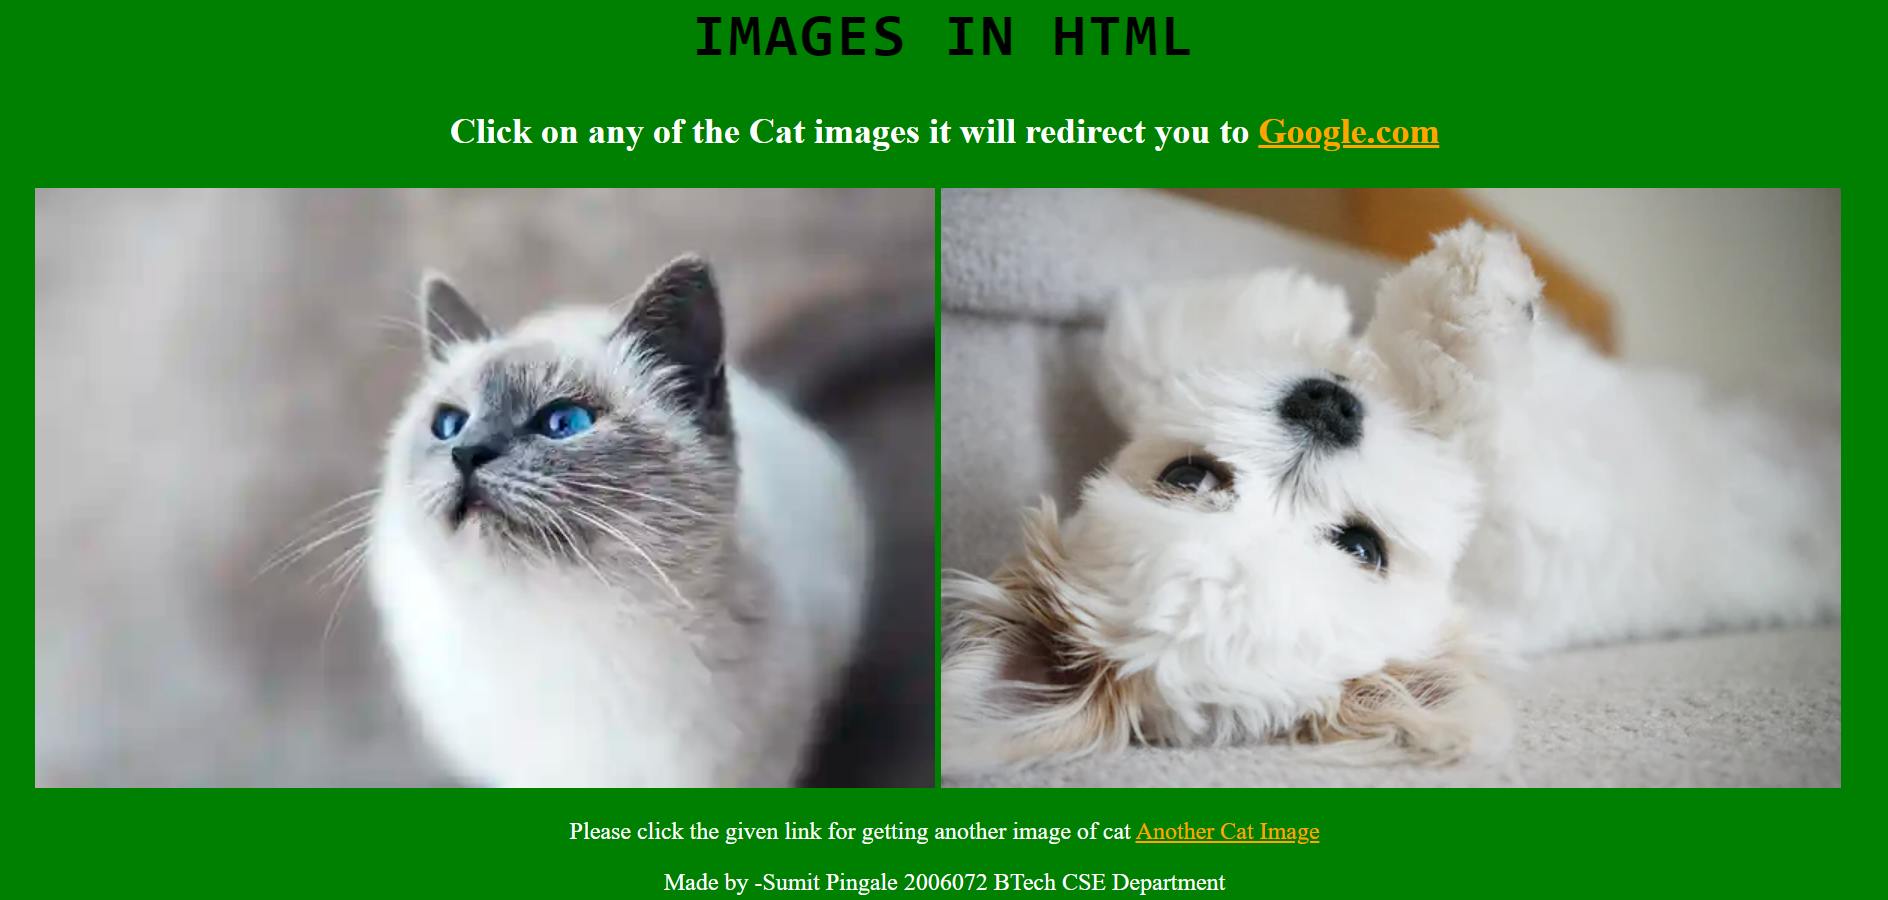 IMAGES IN HTML
Click on any of the Cat images it will redirect you to Google.com
Please click the given link for getting another image of cat Another Cat Image
Made by -Sumit Pingale 2006072 BTech CSE Department